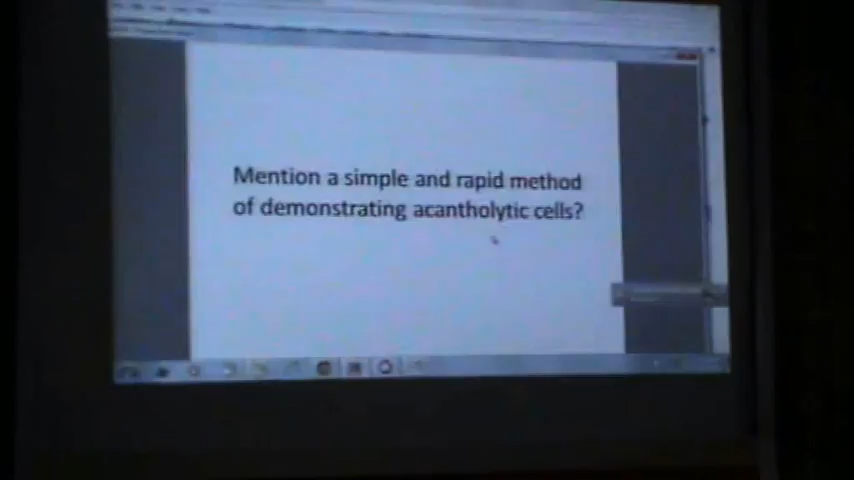 Mention a simple and rapid method
of demonstrating acantholytic cells?